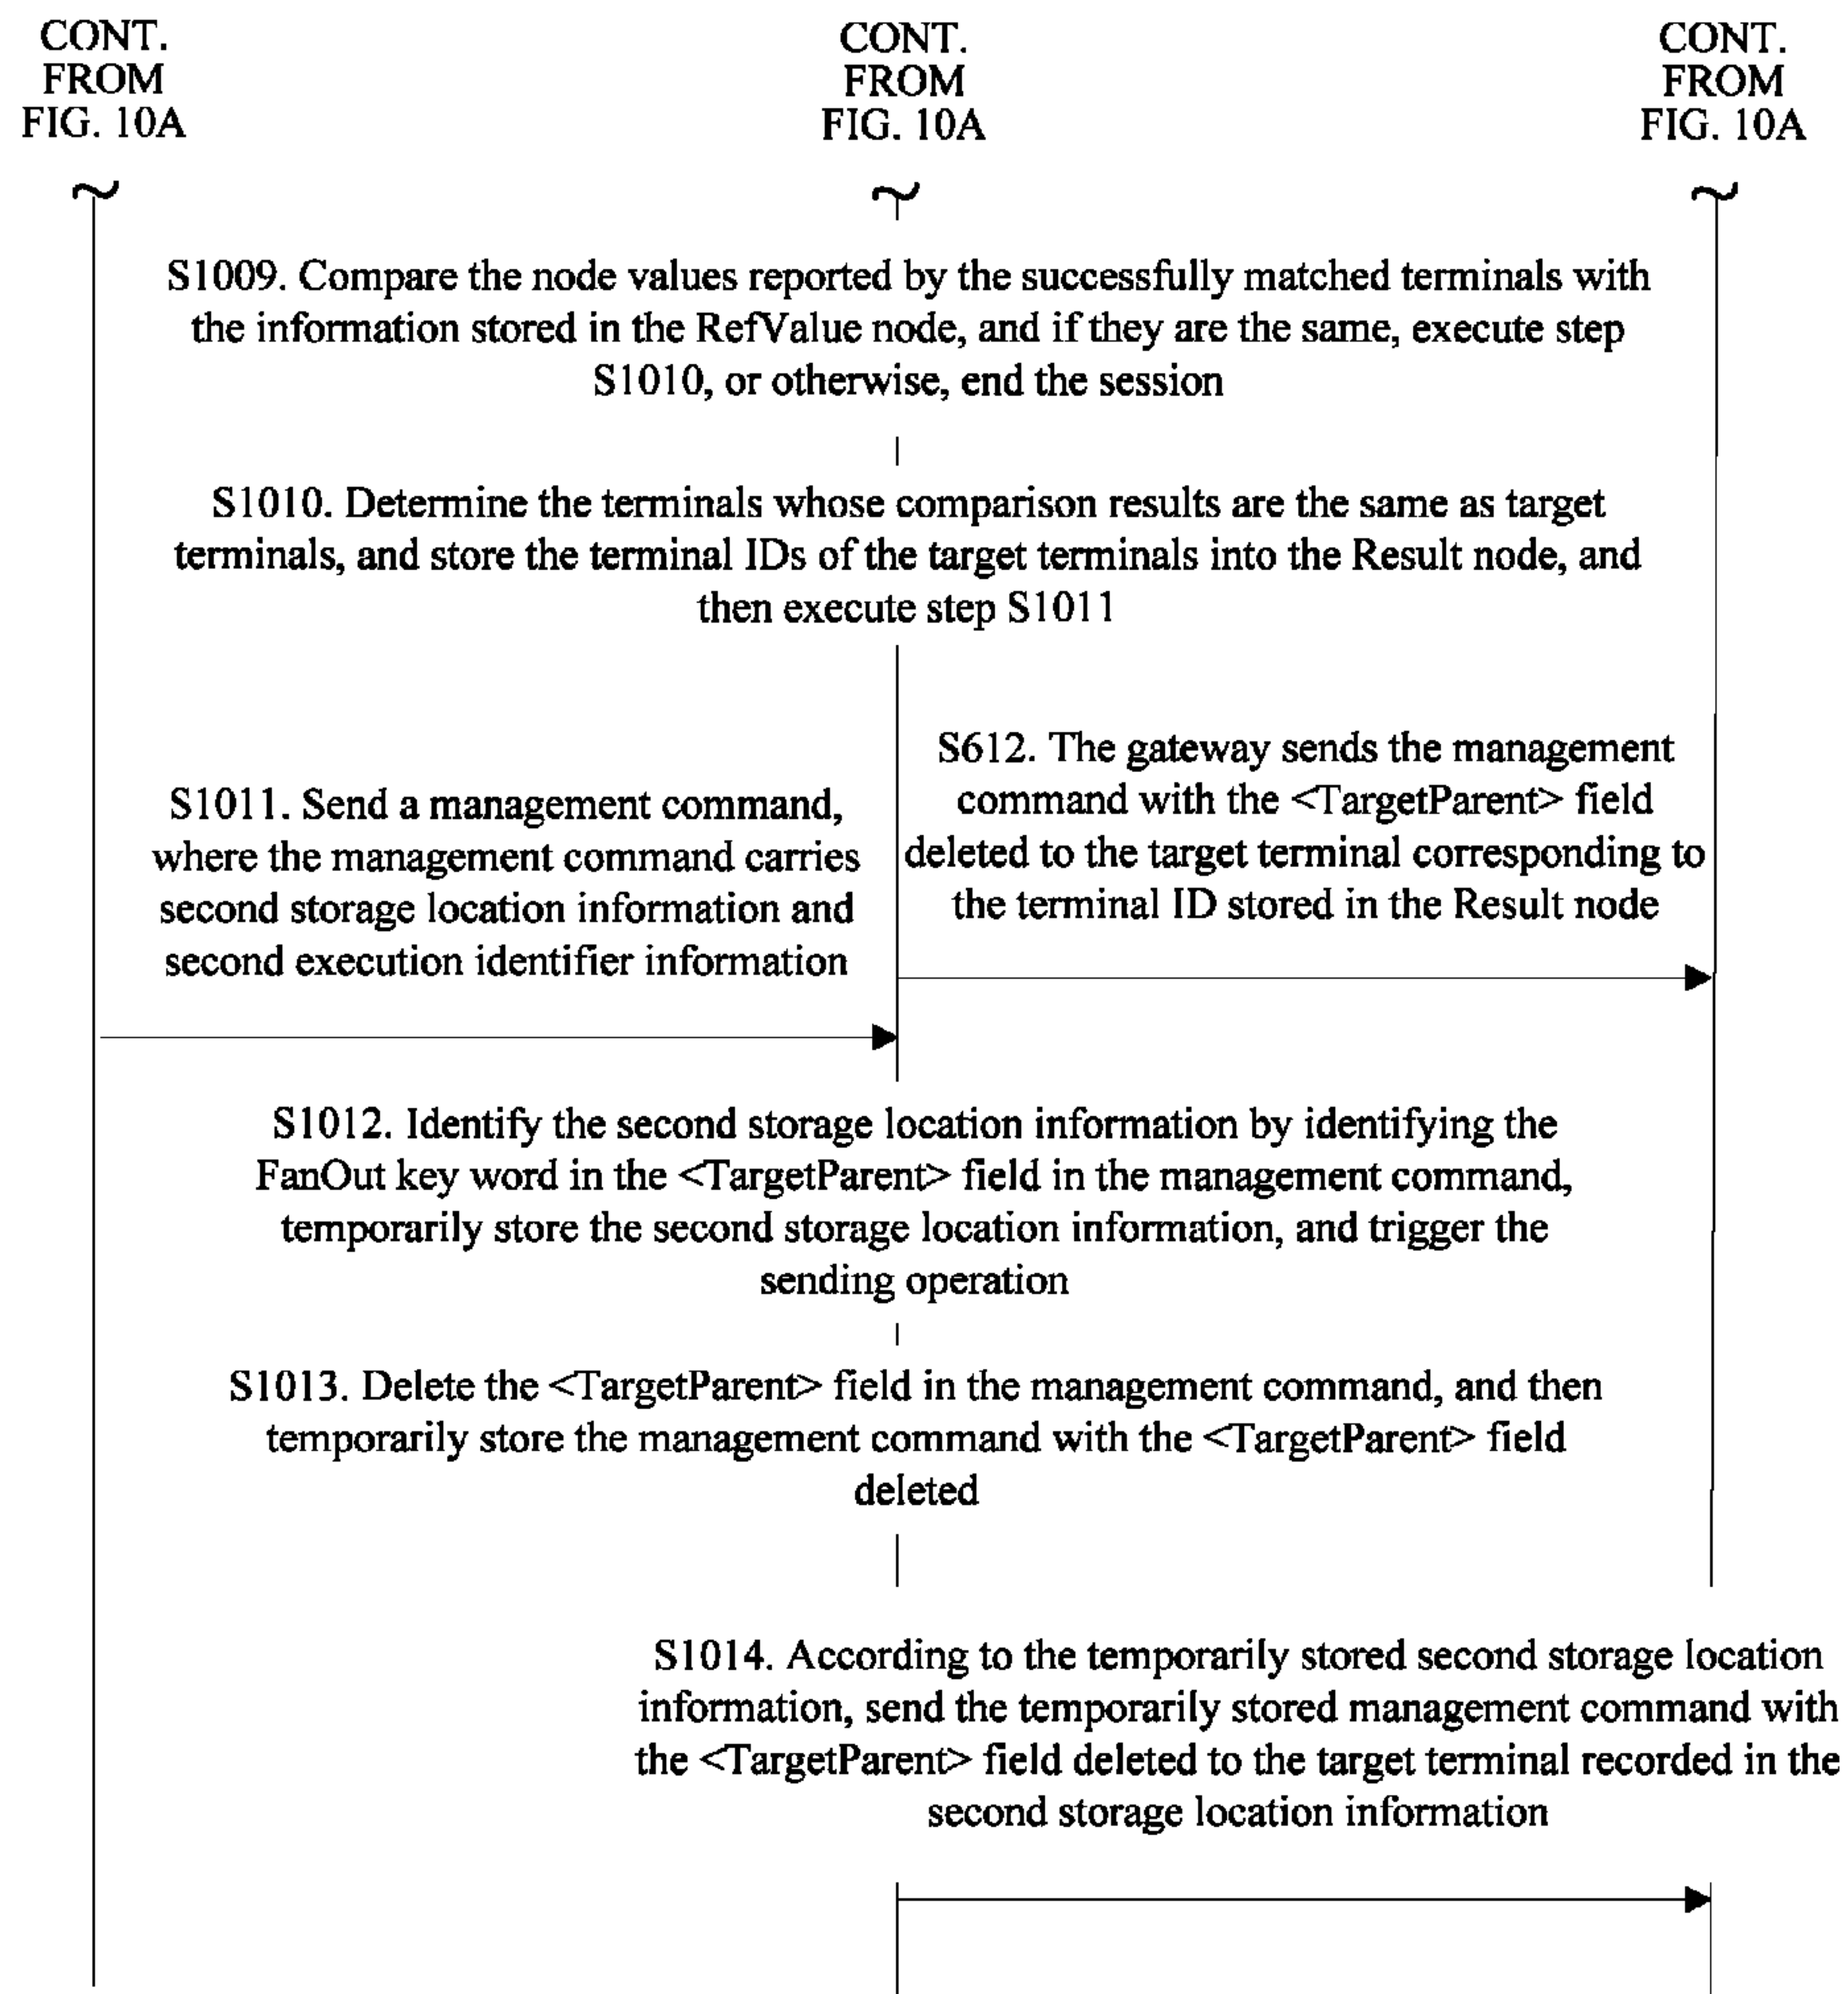 CONT.
FROM
FIG. 10A
CONT.
FROM
FIG. 10A
CONT.
FROM
FIG. 10A
S1009. Compare the node values reported by the successfully matched terminals with
the information stored in the RefValue node, and if they are the same, execute step
S1010, or otherwise, end the session
S1010. Determine the terminals whose comparison results are the same as target
terminals, and store the terminal IDs of the target terminals into the Result node, and
then execute step S1011
S612. The gateway sends the management
command with the <TargetParent> field
deleted to the target terminal corresponding to
the terminal ID stored in the Result node
S1011. Send a management command,
where the management command carries
second storage location information and
second execution identifier information
S1012. Identify the second storage location information by identifying the
FanOut key word in the <TargetParent> field in the management command,
temporarily store the second storage location information, and trigger the
sending operation
S1013. Delete the <TargetParent> field in the management command, and then
temporarily store the management command with the <TargetParent> field
deleted
S1014. According to the temporarily stored second storage location
information, send the temporarily stored management command with
the <TargetParent> field deleted to the target terminal recorded in the
second storage location information